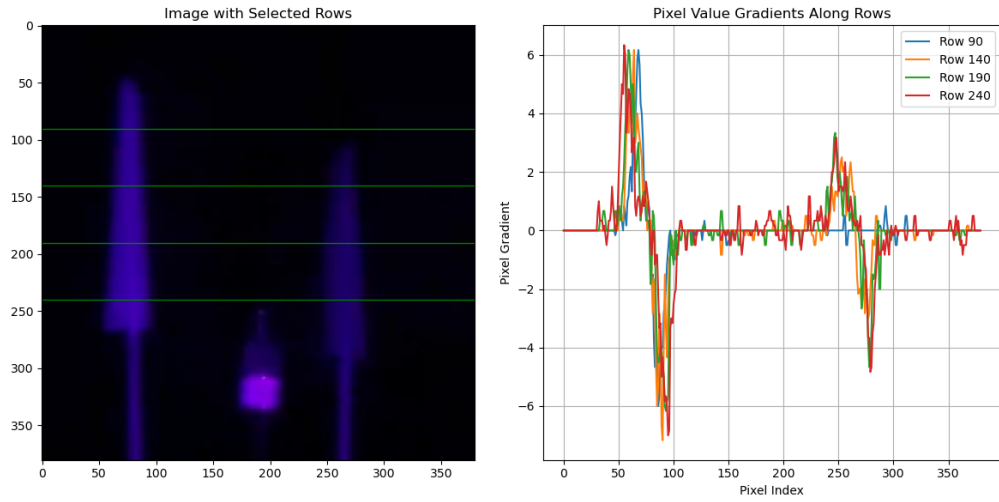 Image with Selected Rows
0
50
100
150
200
250
300
350
0 50 100 150 200 250 300 350
Pixel Value Gradients Along Rows
Row 90
Row 140
Row 190
Row 240
6
4
2
0
−2
−4
−6
Pixel Gradient
0 50 100 150 200 250 300 350
Pixel Index